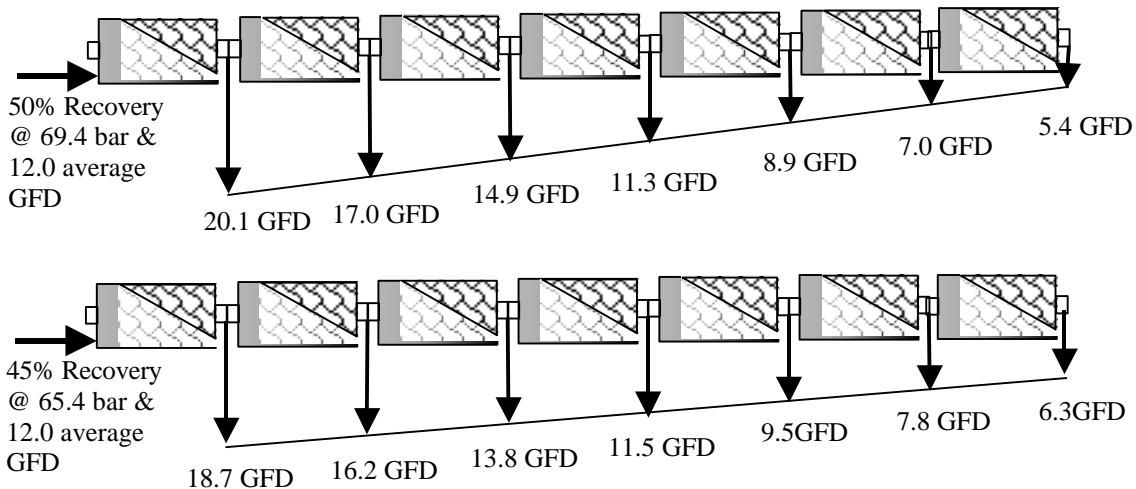 50% Recovery
@ 69.4 bar &
12.0 average
GFD
20.1 GFD
17.0 GFD
14.9 GFD
11.3 GFD
8.9 GFD
7.0 GFD
5.4 GFD
45% Recovery
@ 65.4 bar &
12.0 average
GFD
18.7 GFD
16.2 GFD
13.8 GFD
11.5 GFD
9.5GFD
7.8 GFD
6.3GFD